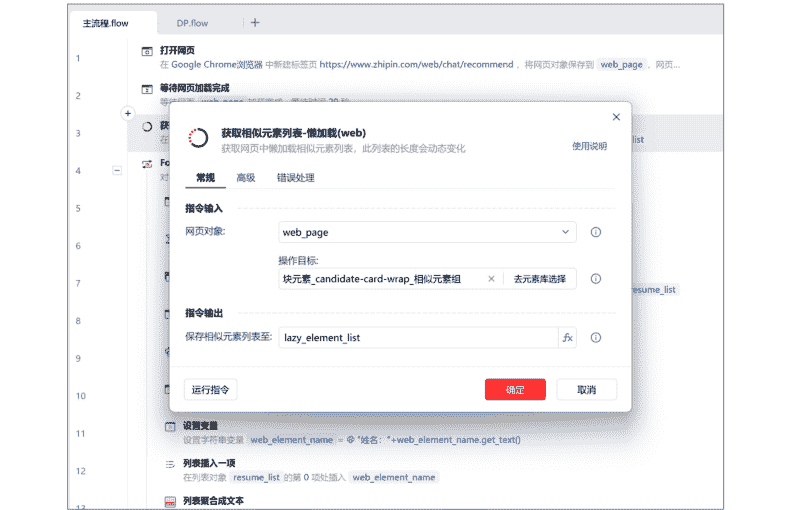 主流程.flow
DP.flow
+
1
打开网页
在 Google Chrome浏览器 中新建标签页 https://www.zhipin.com/web/chat/recommend ，将网页对象保存到 web_page ，网页...
2
等待网页加载完成
3
list
4
5
6
7
resume_list
8
9
10
获取相似元素列表-懒加载(web)
获取网页中懒加载相似元素列表，此列表的长度会动态变化
使用说明
常规
高级
错误处理
指令输入
网页对象:
web_page
操作目标:
块元素_candidate-card-wrap_相似元素组
去元素库选择
指令输出
保存相似元素列表至:
lazy_element_list
fx
运行指令
确定
取消
11
设置变量
设置字符串变量 web_element_name = "姓名："+web_element_name.get_text()
12
列表插入一项
在列表对象 resume_list 的第 0 项处插入 web_element_name
13
列表聚合成文本